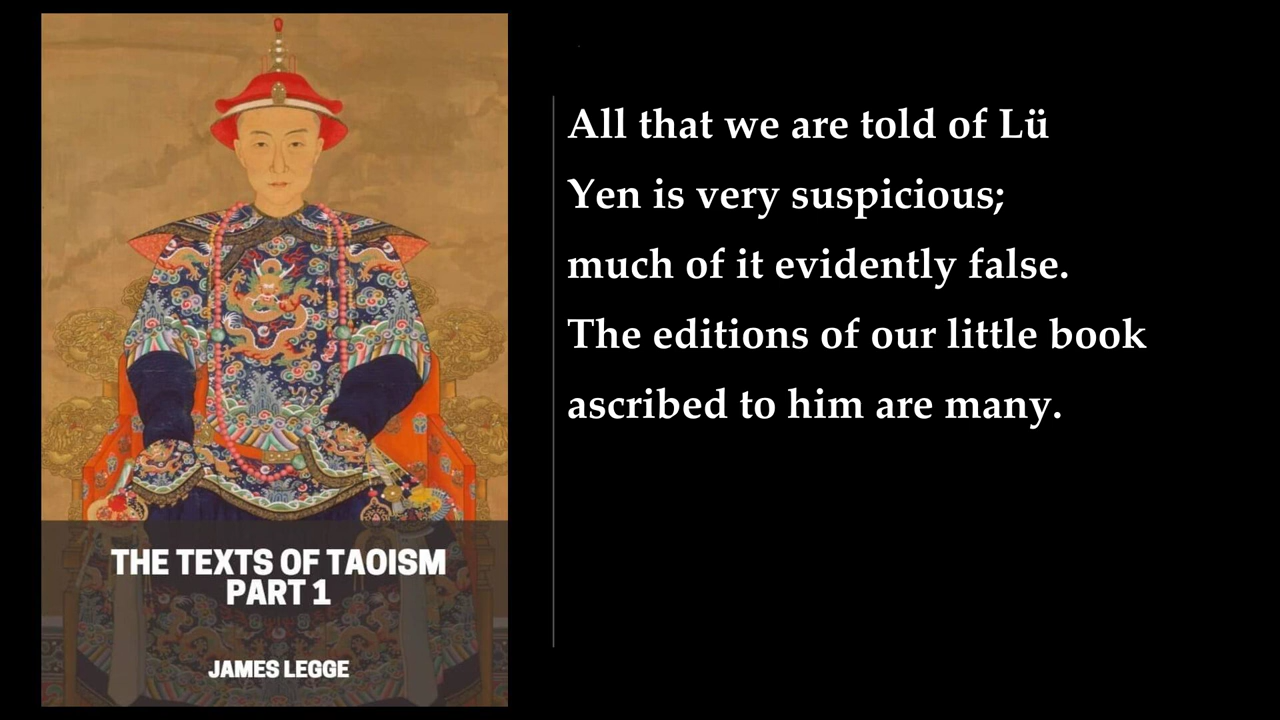 THE TEXTS OF TAOISM
PART 1
JAMES LEGGE
All that we are told of Lü
Yen is very suspicious;
much of it evidently false.
The editions of our little book
ascribed to him are many.